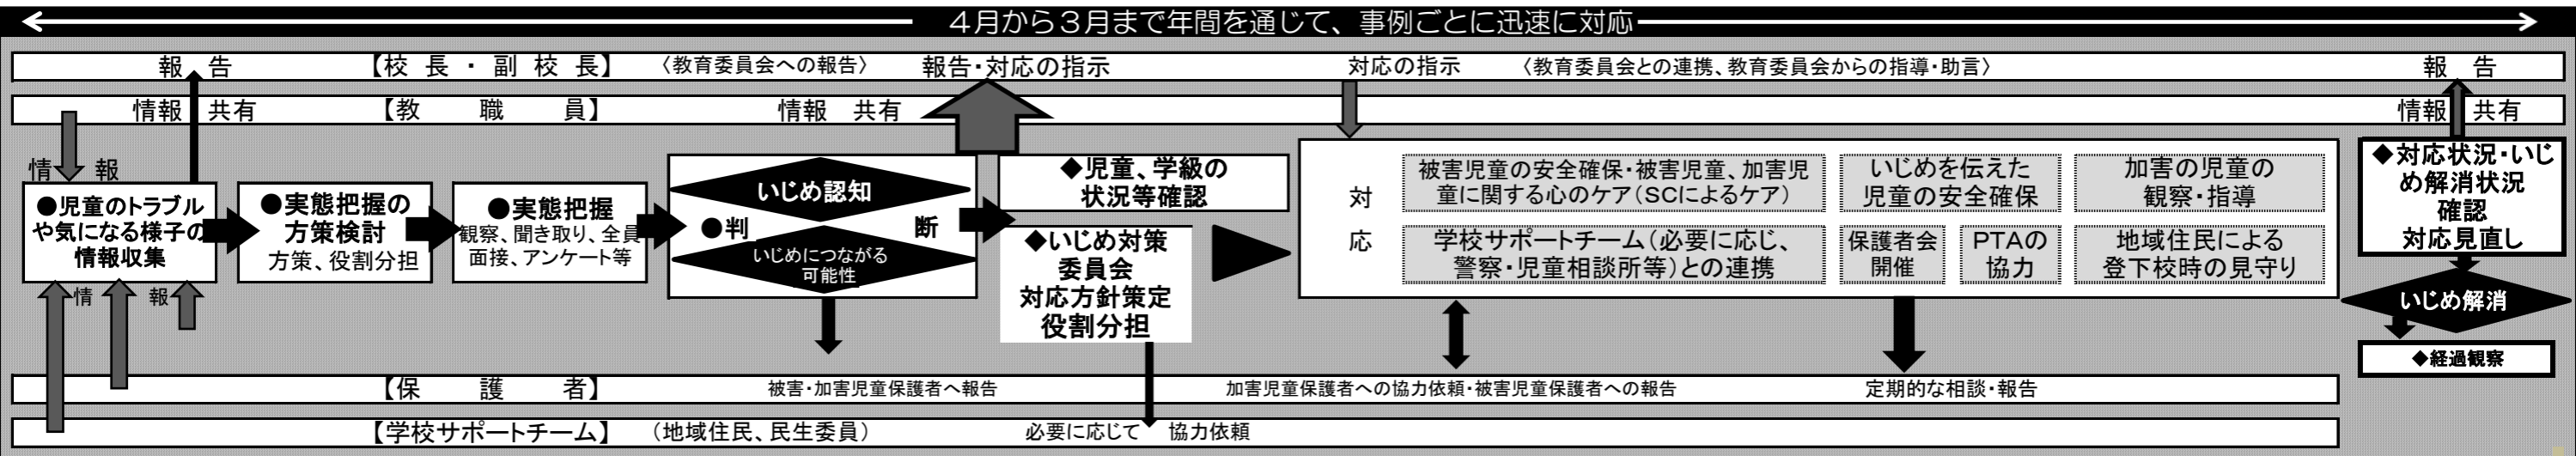 ４月から３月まで年間を通じて、事例ごとに迅速に対応
報　告　【校長・副校長】　〈教育委員会への報告〉　報告・対応の指示　対応の指示　〈教育委員会との連携、教育委員会からの指導・助言〉　報　告
情報　共有　【教　職　員】　情報　共有　情報　共有
情　報
●児童のトラブル
や気になる様子の
情報収集
情　報
●実態把握の
方策検討
方策、役割分担
●実態把握
観察、聞き取り、全員
面接、アンケート等
いじめ認知
●判　断
いじめにつながる
可能性
◆児童、学級の
状況等確認
◆いじめ対策
委員会
対応方針策定
役割分担
対
応
被害児童の安全確保・被害児童、加害児
童に関する心のケア（SCによるケア）
いじめを伝えた
児童の安全確保
加害の児童の
観察・指導
学校サポートチーム（必要に応じ、
警察・児童相談所等）との連携
保護者会
開催
PTAの
協力
地域住民による
登下校時の見守り
◆対応状況・いじ
め解消状況
確認
対応見直し
いじめ解消
◆経過観察
【保　護　者】　被害・加害児童保護者へ報告　加害児童保護者への協力依頼・被害児童保護者への報告　定期的な相談・報告
【学校サポートチーム】　（地域住民、民生委員）　必要に応じて　協力依頼